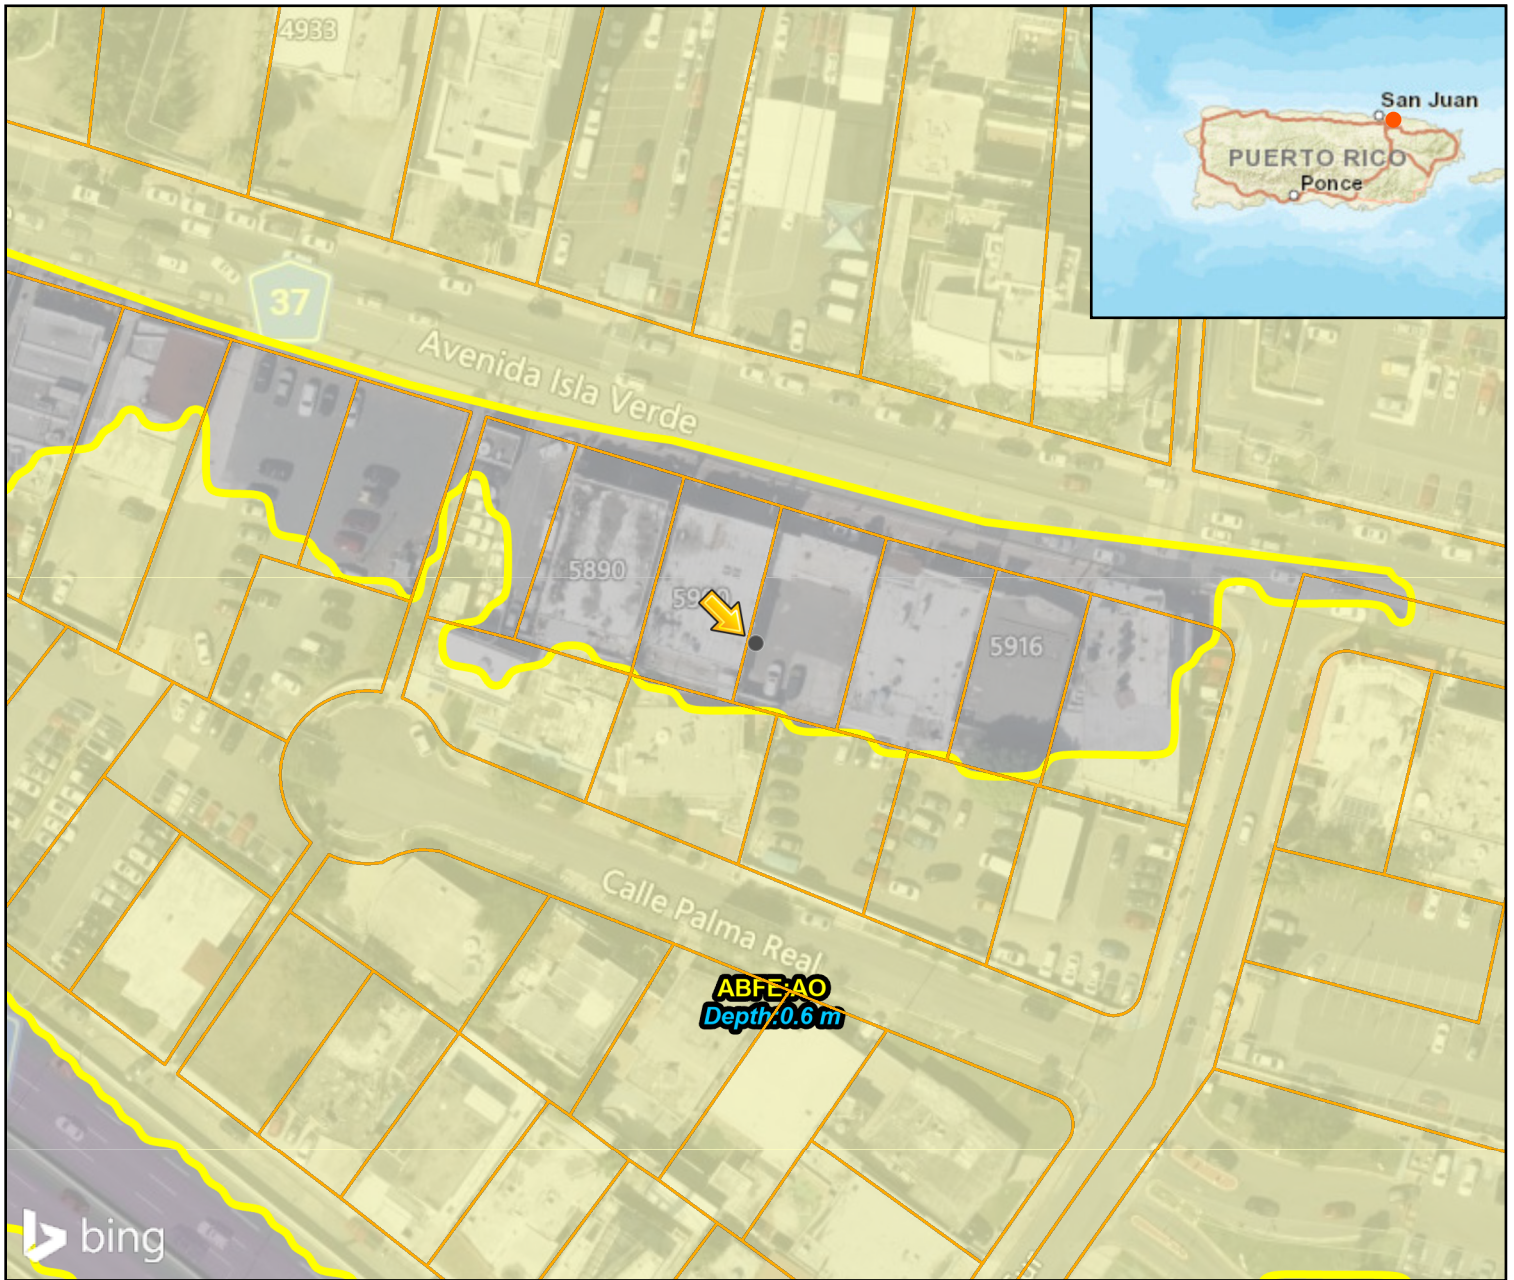 4933
San Juan
PUERTO RICO
Ponce
37
Avenida Isla Verde
5890
5916
Calle Palma Real
ABFE:AO
Depth:0.6 m
bing